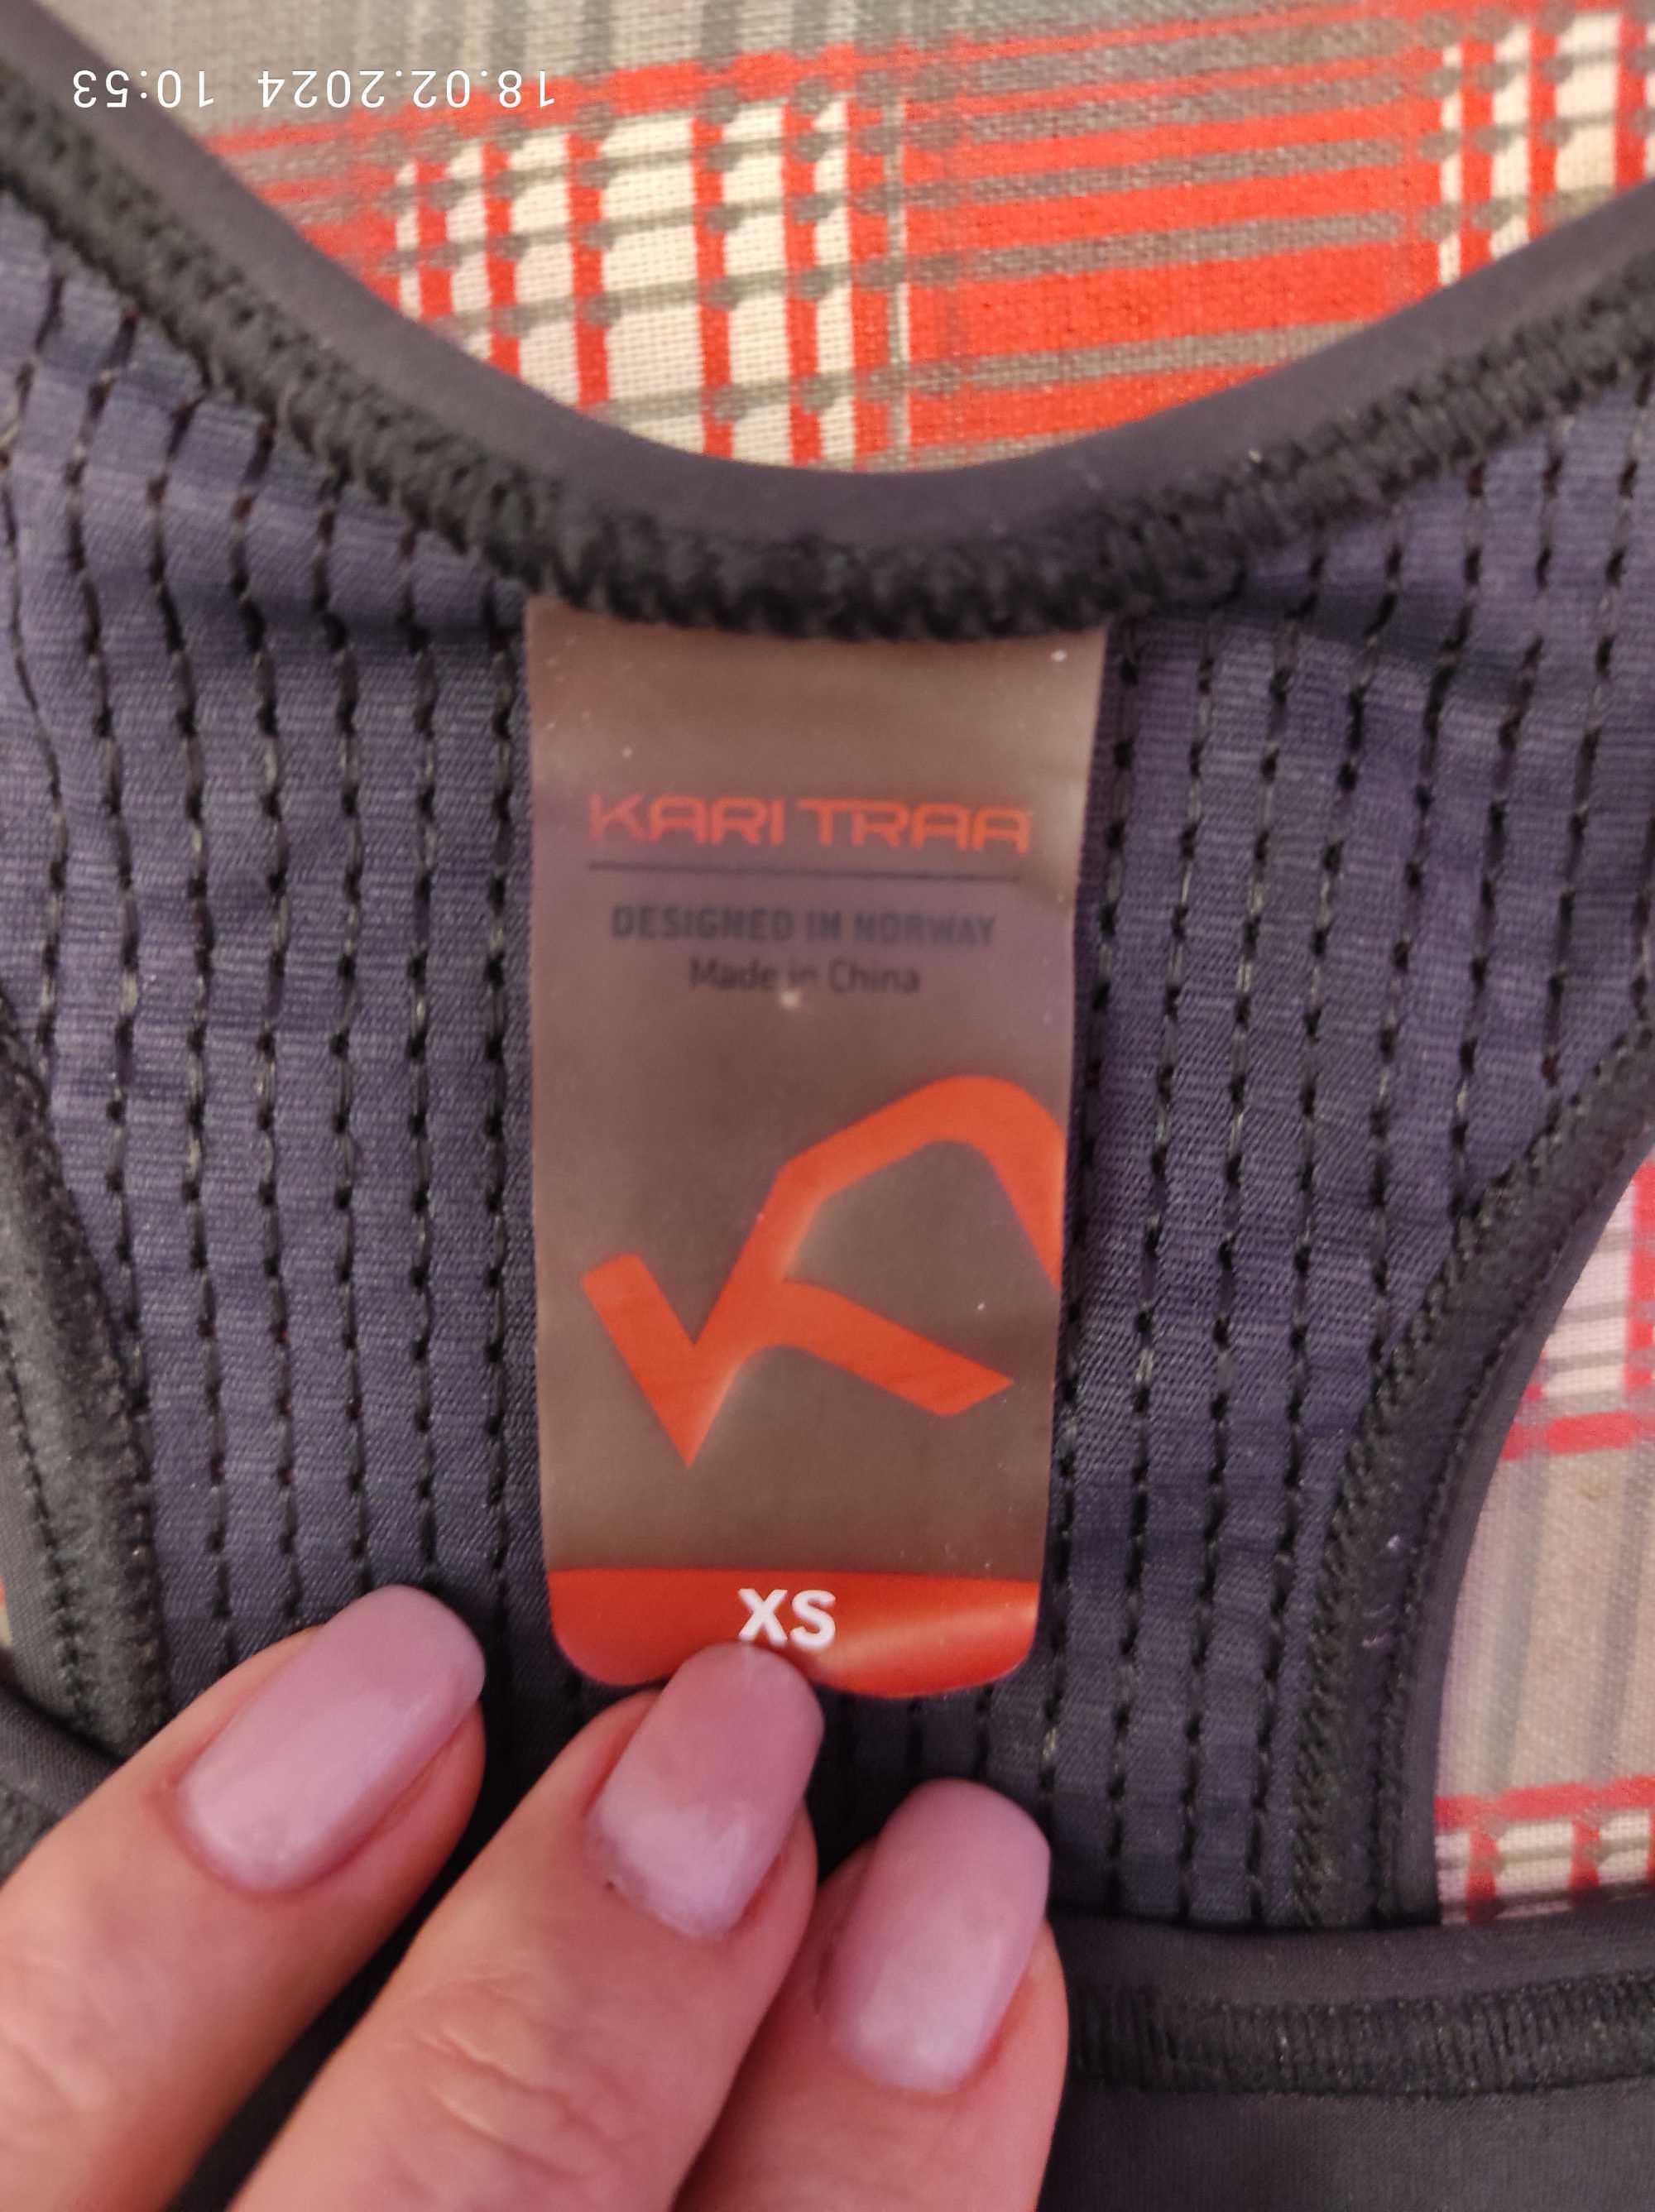 18.02.2024 10:53
KARI TRAA
DESIGNED IN NORWAY
Made in China
XS